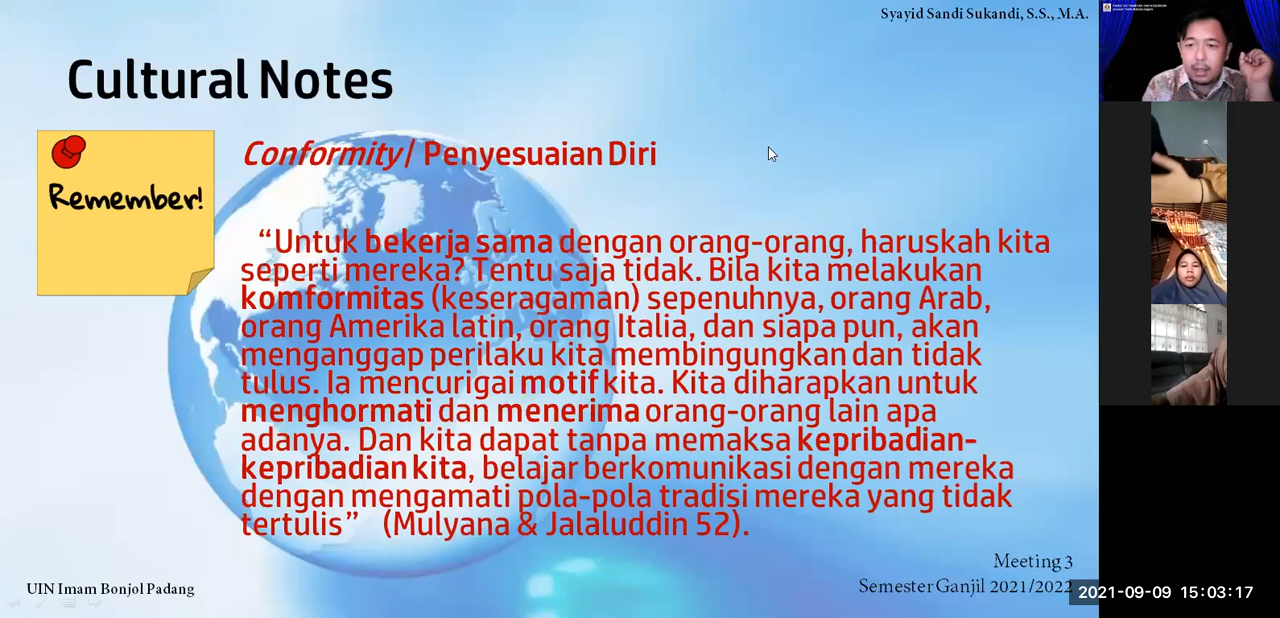 Syayid Sandi Sukandi, S.S., M.A.
Cultural Notes
Remember!
Conformity/ Penyesuaian Diri
“Untuk bekerja sama dengan orang-orang, haruskah kita
seperti mereka? Tentu saja tidak. Bila kita melakukan
komformitas (keseragaman) sepenuhnya, orang Arab,
orang Amerika latin, orang Italia, dan siapa pun, akan
menganggap perilaku kita membingungkan dan tidak
tulus. Ia mencurigai motif kita. Kita diharapkan untuk
menghormati dan menerima orang-orang lain apa
adanya. Dan kita dapat tanpa memaksa kepribadian-
kepribadian kita, belajar berkomunikasi dengan mereka
dengan mengamati pola-pola tradisi mereka yang tidak
tertulis” (Mulyana & Jalaluddin 52).
Meeting 3
Semester Ganjil 2021/2022
UIN Imam Bonjol Padang
2021-09-09 15:03:17